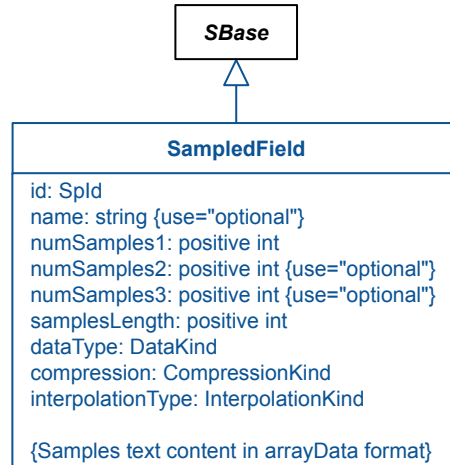 SBase
SampledField
id: SpId
name: string {use="optional"}
numSamples1: positive int
numSamples2: positive int {use="optional"}
numSamples3: positive int {use="optional"}
samplesLength: positive int
dataType: DataKind
compression: CompressionKind
interpolationType: InterpolationKind
{Samples text content in arrayData format}